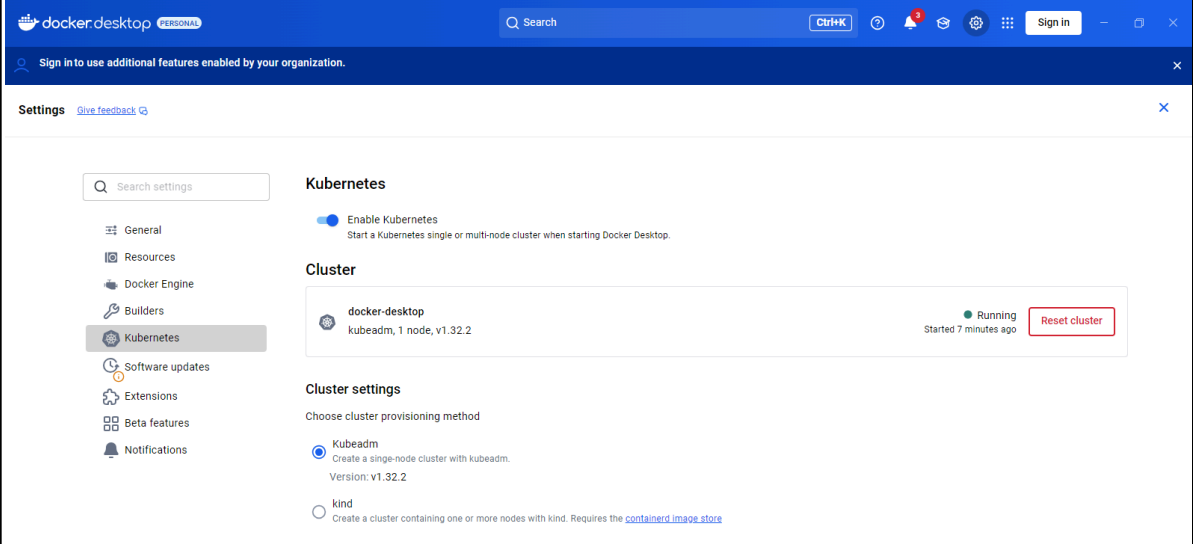 docker.desktop PERSONAL
Search
Ctrl+K
3
Sign in
Sign in to use additional features enabled by your organization.
Settings
Give feedback
Search settings
General
Resources
Docker Engine
Builders
Kubernetes
Software updates
Extensions
Beta features
Notifications
Kubernetes
Enable Kubernetes
Start a Kubernetes single or multi-node cluster when starting Docker Desktop.
Cluster
docker-desktop
kubeadm, 1 node, v1.32.2
Running
Started 7 minutes ago
Reset cluster
Cluster settings
Choose cluster provisioning method
Kubeadm
Create a singe-node cluster with kubeadm.
Version: v1.32.2
kind
Create a cluster containing one or more nodes with kind. Requires the containerd image store